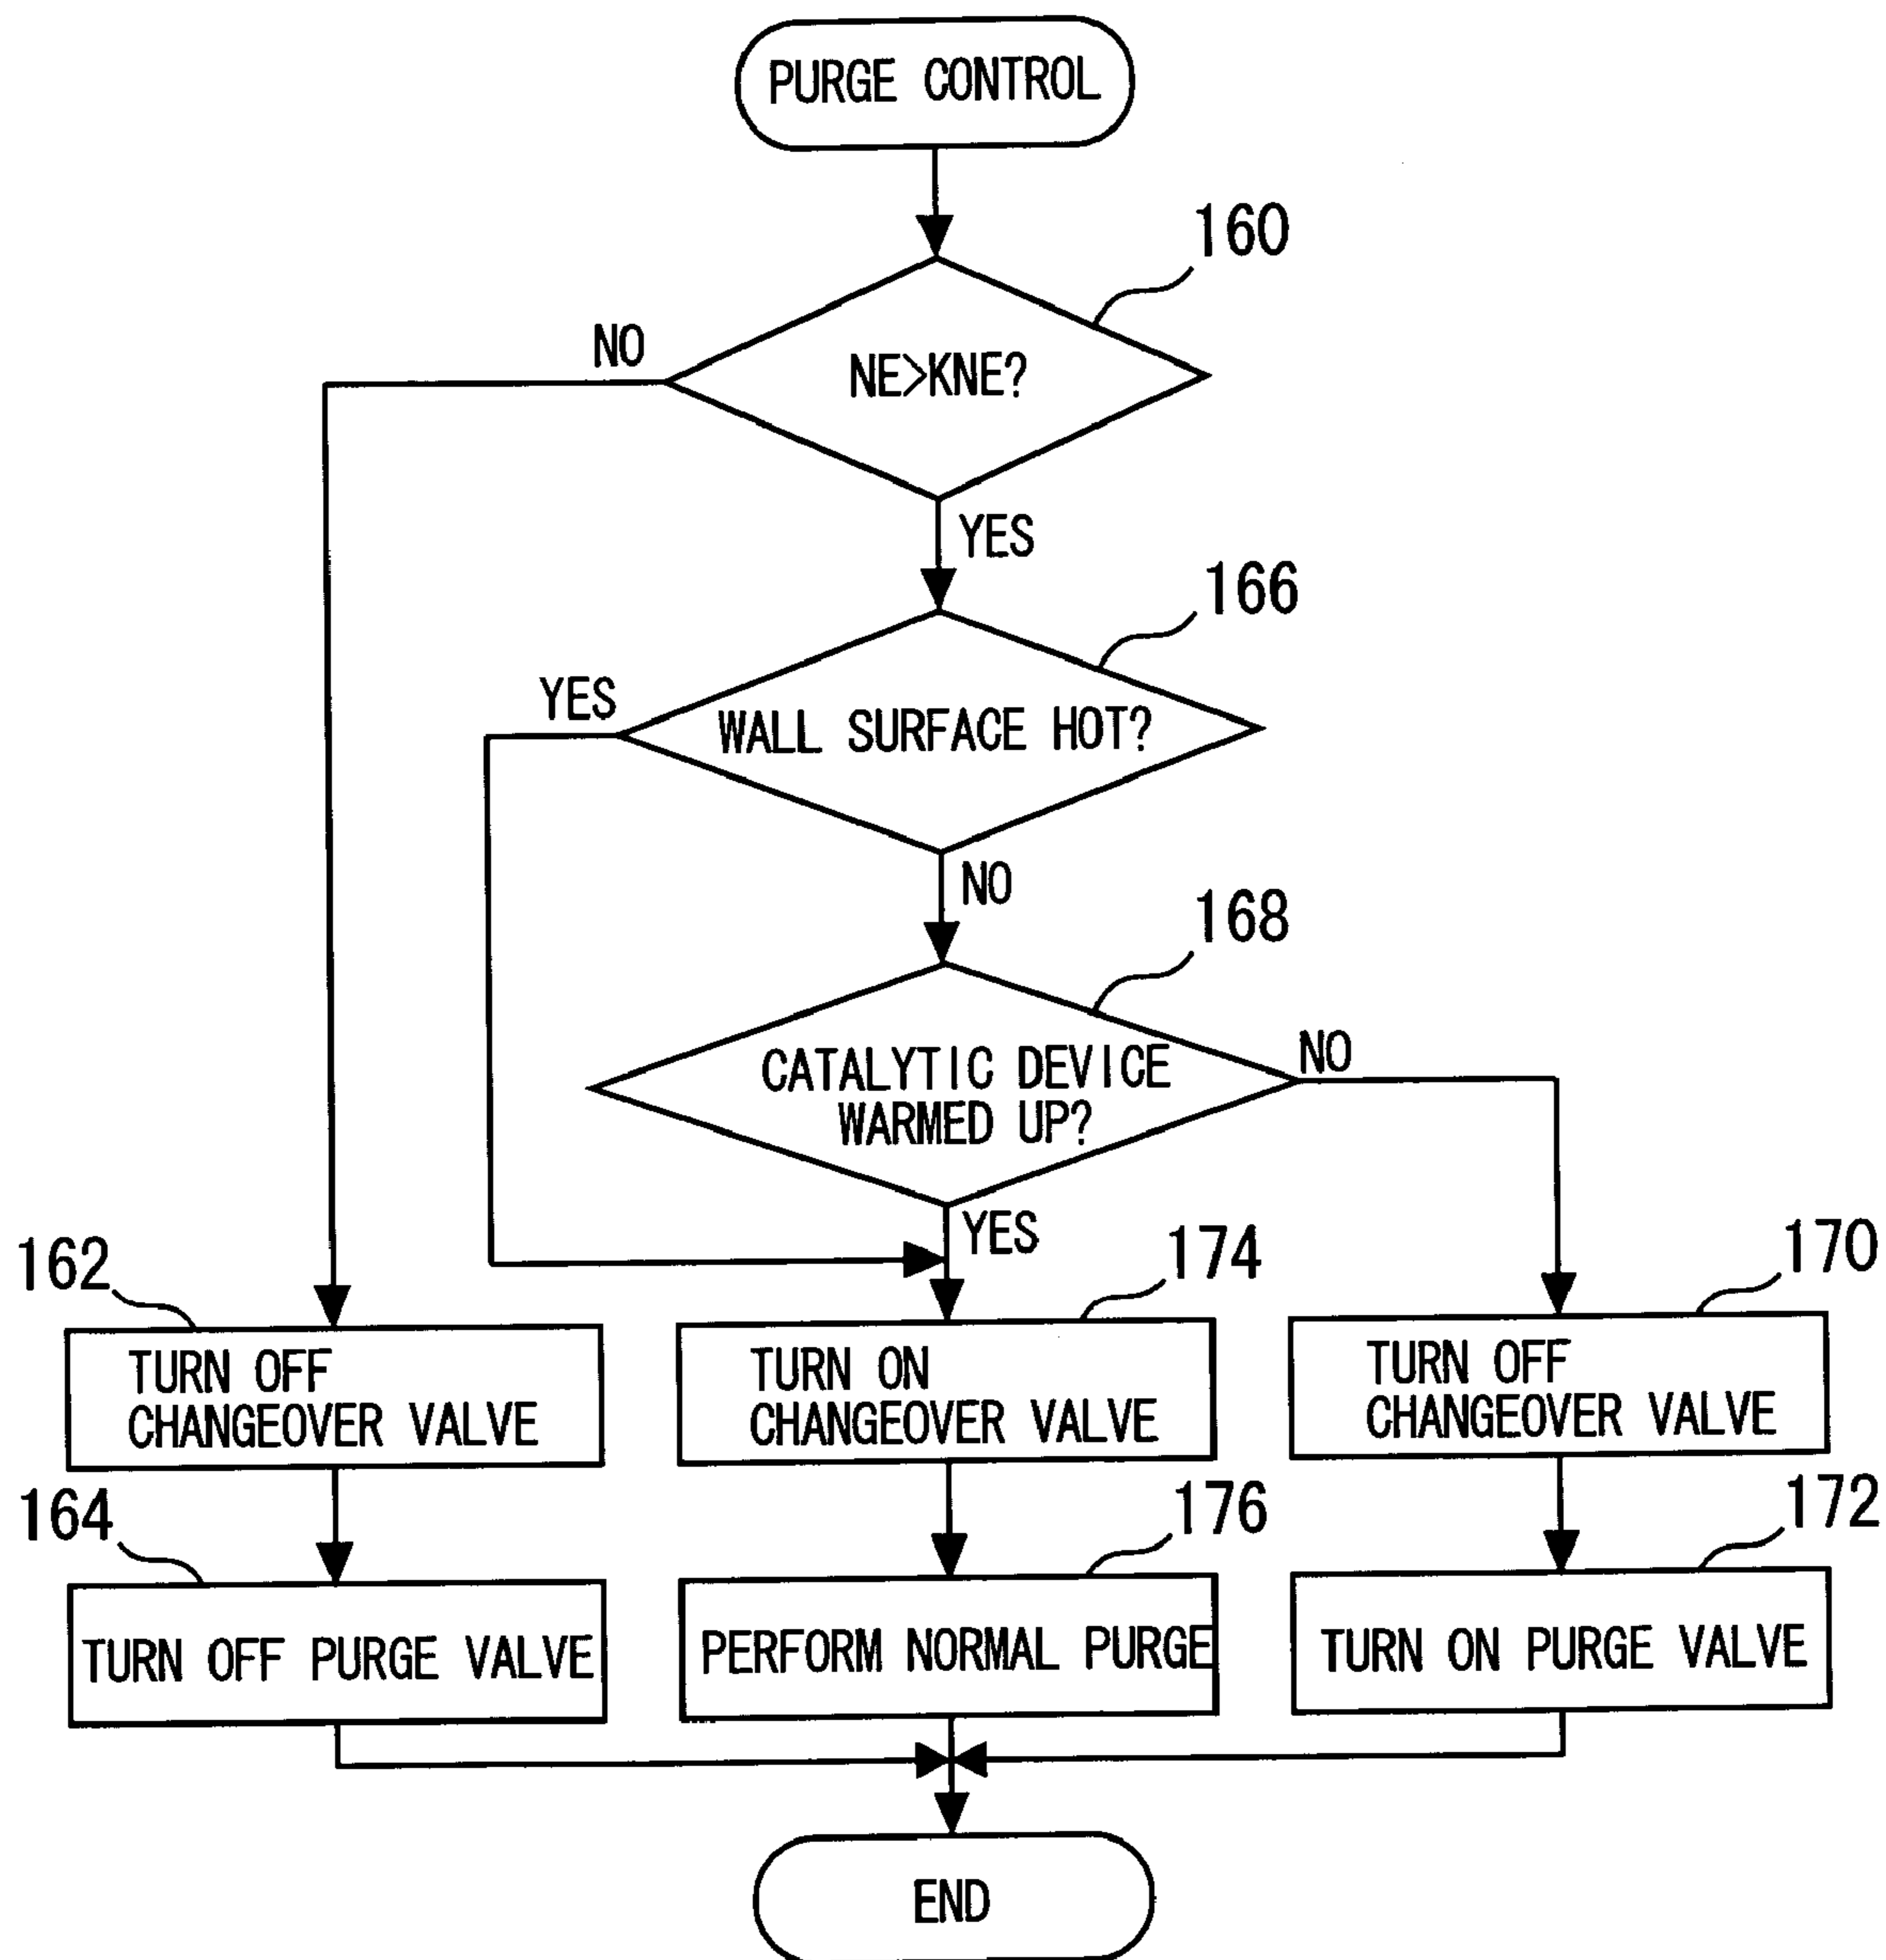 PURGE CONTROL
160
NO
NE>KNE?
YES
166
YES
WALL SURFACE HOT?
NO
168
NO
CATALYTIC DEVICE
WARMED UP?
YES
162
174
170
TURN OFF
CHANGEOVER VALVE
TURN ON
CHANGEOVER VALVE
TURN OFF
CHANGEOVER VALVE
164
176
172
TURN OFF PURGE VALVE
PERFORM NORMAL PURGE
TURN ON PURGE VALVE
END